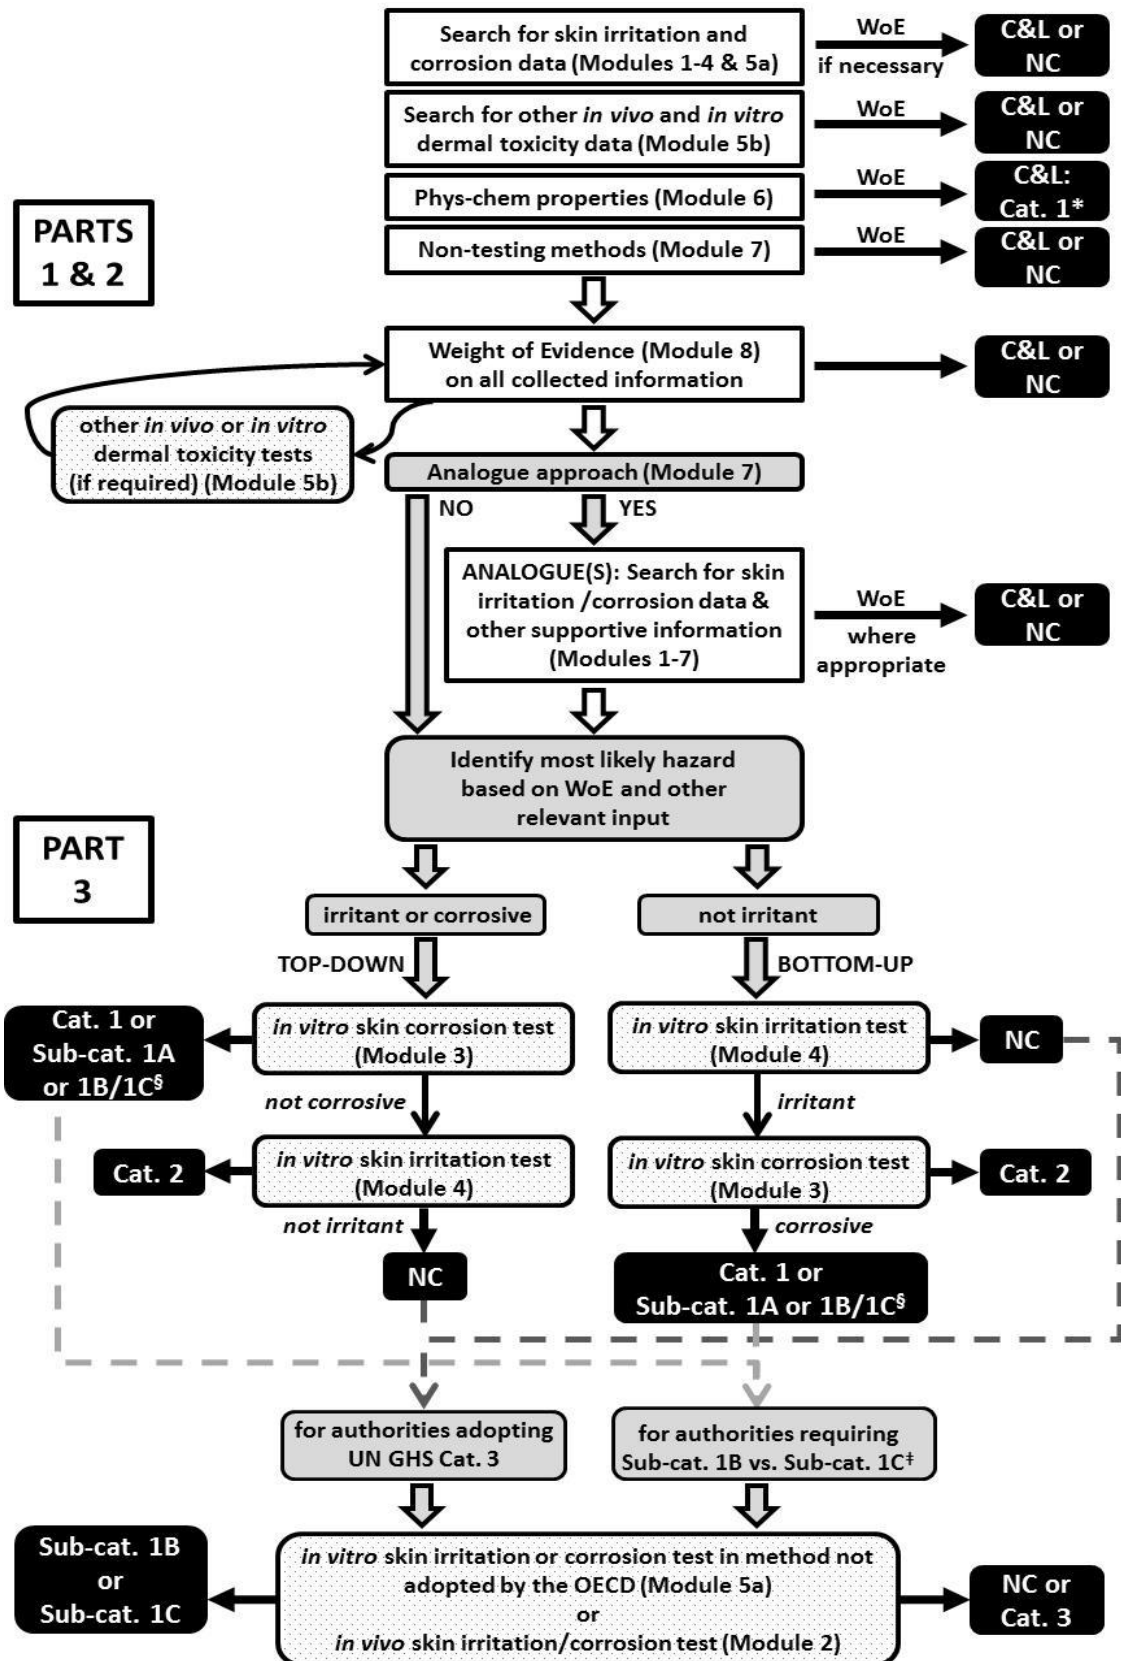 Search for skin irritation and
corrosion data (Modules 1-4 & 5a)
WoE
if necessary
C&L or
NC
Search for other in vivo and in vitro
dermal toxicity data (Module 5b)
WoE
C&L or
NC
Phys-chem properties (Module 6)
WoE
C&L:
Cat. 1*
PARTS
1 & 2
Non-testing methods (Module 7)
WoE
C&L or
NC
Weight of Evidence (Module 8)
on all collected information
C&L or
NC
other in vivo or in vitro
dermal toxicity tests
(if required) (Module 5b)
Analogue approach (Module 7)
NO
YES
ANALOGUE(S): Search for skin
irritation /corrosion data &
other supportive information
(Modules 1-7)
WoE
where
appropriate
C&L or
NC
Identify most likely hazard
based on WoE and other
relevant input
PART
3
irritant or corrosive
not irritant
TOP-DOWN
BOTTOM-UP
Cat. 1 or
Sub-cat. 1A
or 1B/1C§
in vitro skin corrosion test
(Module 3)
in vitro skin irritation test
(Module 4)
NC
not corrosive
irritant
Cat. 2
in vitro skin irritation test
(Module 4)
in vitro skin corrosion test
(Module 3)
Cat. 2
not irritant
corrosive
NC
Cat. 1 or
Sub-cat. 1A or 1B/1C§
for authorities adopting
UN GHS Cat. 3
for authorities requiring
Sub-cat. 1B vs. Sub-cat. 1C‡
Sub-cat. 1B
or
Sub-cat. 1C
in vitro skin irritation or corrosion test in method not
adopted by the OECD (Module 5a)
or
in vivo skin irritation/corrosion test (Module 2)
NC or
Cat. 3